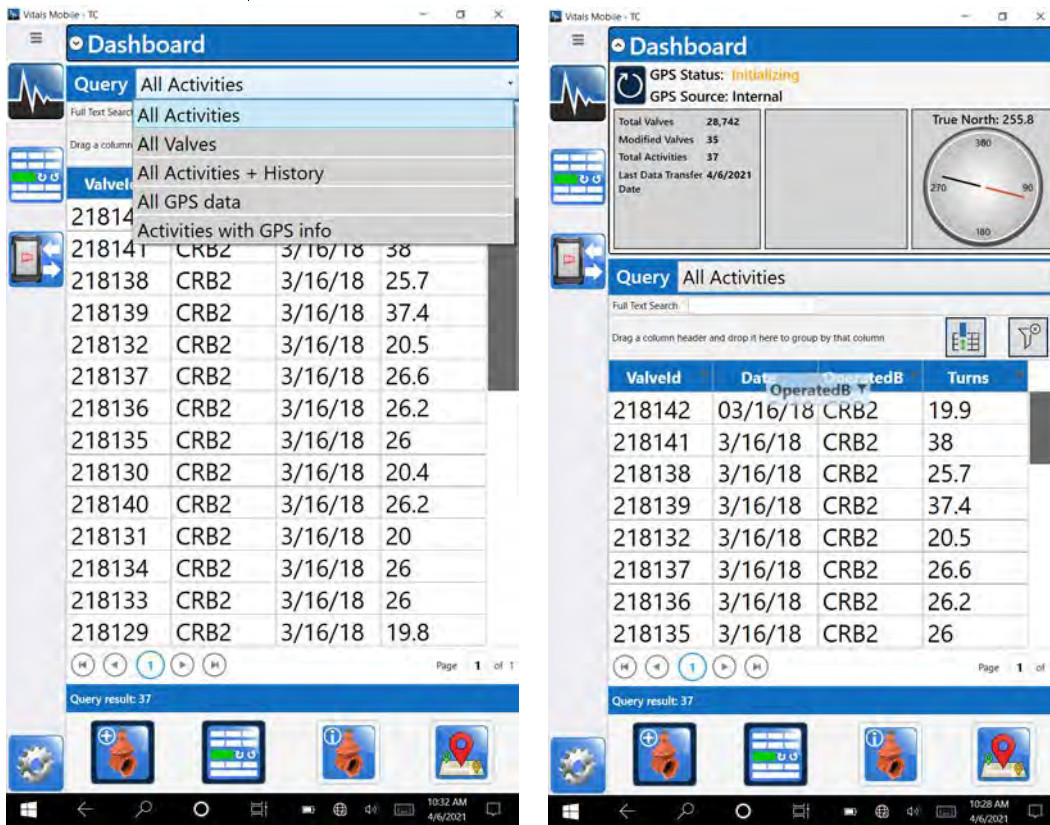 Vitals Mobile - TC
Dashboard
Query All Activities
Full Text Search
All Activities
Drag a column
All Valves
All Activities + History
All GPS data
Activities with GPS info
218141 CRB2 3/16/18 38
218138 CRB2 3/16/18 25.7
218139 CRB2 3/16/18 37.4
218132 CRB2 3/16/18 20.5
218137 CRB2 3/16/18 26.6
218136 CRB2 3/16/18 26.2
218135 CRB2 3/16/18 26
218130 CRB2 3/16/18 20.4
218140 CRB2 3/16/18 26.2
218131 CRB2 3/16/18 20
218134 CRB2 3/16/18 26
218133 CRB2 3/16/18 26
218129 CRB2 3/16/18 19.8
1 Page 1 of 1
Query result: 37
10:32 AM
4/6/2021
Vitals Mobile - TC
Dashboard
GPS Status: Initializing
GPS Source: Internal
Total Valves 28,742
Modified Valves 35
Total Activities 37
Last Data Transfer Date 4/6/2021
True North: 255.8
360
270 90
180
Query All Activities
Full Text Search
Drag a column header and drop it here to group by that column
ValveId Date OperatedB Turns
OperatedB
218142 03/16/18 CRB2 19.9
218141 3/16/18 CRB2 38
218138 3/16/18 CRB2 25.7
218139 3/16/18 CRB2 37.4
218132 3/16/18 CRB2 20.5
218137 3/16/18 CRB2 26.6
218136 3/16/18 CRB2 26.2
218135 3/16/18 CRB2 26
1 Page 1 of
Query result: 37
10:28 AM
4/6/2021